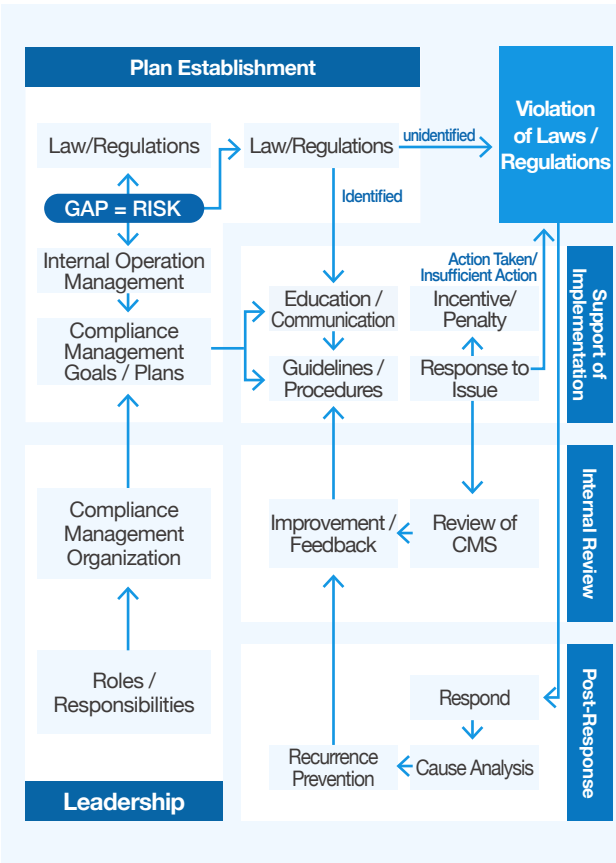 Plan Establishment
Violation
of Laws /
Regulations
Law/Regulations
Law/Regulations
unidentified
GAP = RISK
Identified
Internal Operation
Management
Action Taken/
Insufficient Action
Education /
Communication
Incentive/
Penalty
Compliance
Management
Goals / Plans
Guidelines /
Procedures
Response to
Issue
Support of
Implementation
Compliance
Management
Organization
Improvement /
Feedback
Review of
CMS
Internal Review
Roles /
Responsibilities
Respond
Recurrence
Prevention
Cause Analysis
Post-Response
Leadership